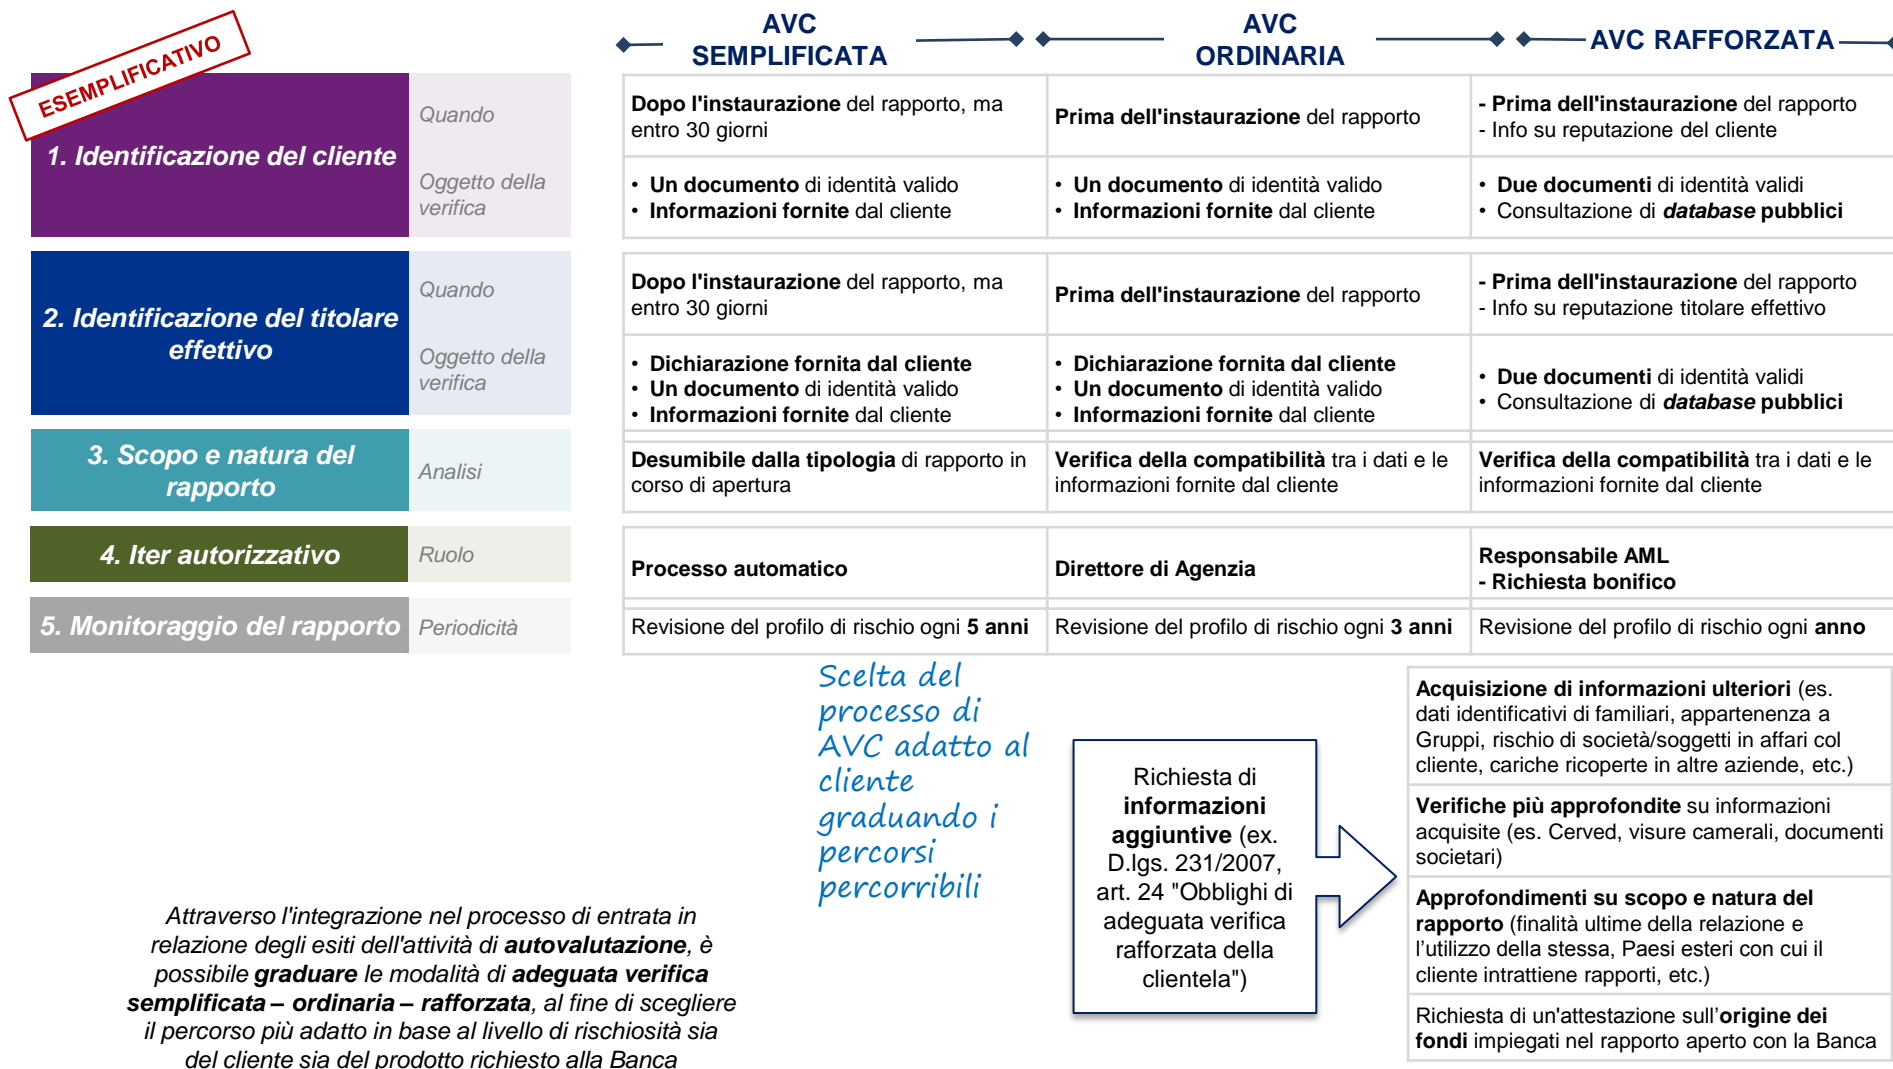 ESEMPLIFICATIVO
AVC
SEMPLIFICATA
AVC
ORDINARIA
AVC RAFFORZATA
1. Identificazione del cliente
Quando
Dopo l'instaurazione del rapporto, ma
entro 30 giorni
Prima dell'instaurazione del rapporto
- Prima dell'instaurazione del rapporto
- Info su reputazione del cliente
Oggetto della
verifica
• Un documento di identità valido
• Informazioni fornite dal cliente
• Un documento di identità valido
• Informazioni fornite dal cliente
• Due documenti di identità validi
• Consultazione di database pubblici
2. Identificazione del titolare
effettivo
Quando
Dopo l'instaurazione del rapporto, ma
entro 30 giorni
Prima dell'instaurazione del rapporto
- Prima dell'instaurazione del rapporto
- Info su reputazione titolare effettivo
Oggetto della
verifica
• Dichiarazione fornita dal cliente
• Un documento di identità valido
• Informazioni fornite dal cliente
• Dichiarazione fornita dal cliente
• Un documento di identità valido
• Informazioni fornite dal cliente
• Due documenti di identità validi
• Consultazione di database pubblici
3. Scopo e natura del
rapporto
Analisi
Desumibile dalla tipologia di rapporto in
corso di apertura
Verifica della compatibilità tra i dati e le
informazioni fornite dal cliente
Verifica della compatibilità tra i dati e le
informazioni fornite dal cliente
4. Iter autorizzativo
Ruolo
Processo automatico
Direttore di Agenzia
Responsabile AML
- Richiesta bonifico
5. Monitoraggio del rapporto
Periodicità
Revisione del profilo di rischio ogni 5 anni
Revisione del profilo di rischio ogni 3 anni
Revisione del profilo di rischio ogni anno
Scelta del
processo di
AVC adatto al
cliente
graduando i
percorsi
percorribili
Attraverso l'integrazione nel processo di entrata in
relazione degli esiti dell'attività di autovalutazione, è
possibile graduare le modalità di adeguata verifica
semplificata – ordinaria – rafforzata, al fine di scegliere
il percorso più adatto in base al livello di rischiosità sia
del cliente sia del prodotto richiesto alla Banca
Richiesta di
informazioni
aggiuntive (ex.
D.lgs. 231/2007,
art. 24 "Obblighi di
adeguata verifica
rafforzata della
clientela")
Acquisizione di informazioni ulteriori (es.
dati identificativi di familiari, appartenenza a
Gruppi, rischio di società/soggetti in affari col
cliente, cariche ricoperte in altre aziende, etc.)
Verifiche più approfondite su informazioni
acquisite (es. Cerved, visure camerali, documenti
societari)
Approfondimenti su scopo e natura del
rapporto (finalità ultime della relazione e
l’utilizzo della stessa, Paesi esteri con cui il
cliente intrattiene rapporti, etc.)
Richiesta di un'attestazione sull’origine dei
fondi impiegati nel rapporto aperto con la Banca